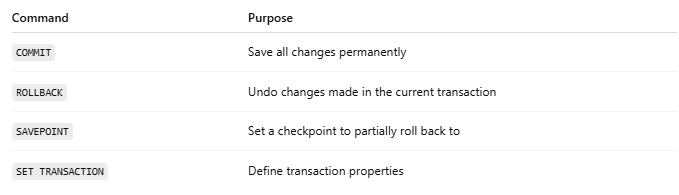 Command Purpose
COMMIT Save all changes permanently
ROLLBACK Undo changes made in the current transaction
SAVEPOINT Set a checkpoint to partially roll back to
SET TRANSACTION Define transaction properties